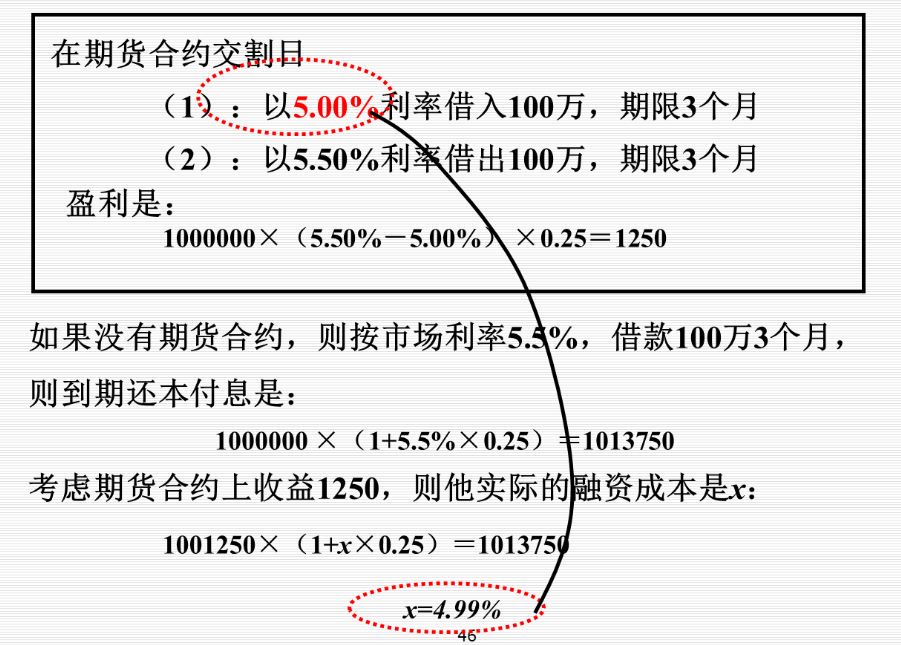 在期货合约交割日
（1）：以5.00%利率借入100万，期限3个月
（2）：以5.50%利率借出100万，期限3个月
盈利是：
1000000×（5.50%－5.00%）×0.25＝1250
如果没有期货合约，则按市场利率5.5%，借款100万3个月，
则到期还本付息是：
1000000 ×（1+5.5%×0.25）＝1013750
考虑期货合约上收益1250，则他实际的融资成本是x：
1001250×（1+x×0.25）＝1013750
x=4.99%
46